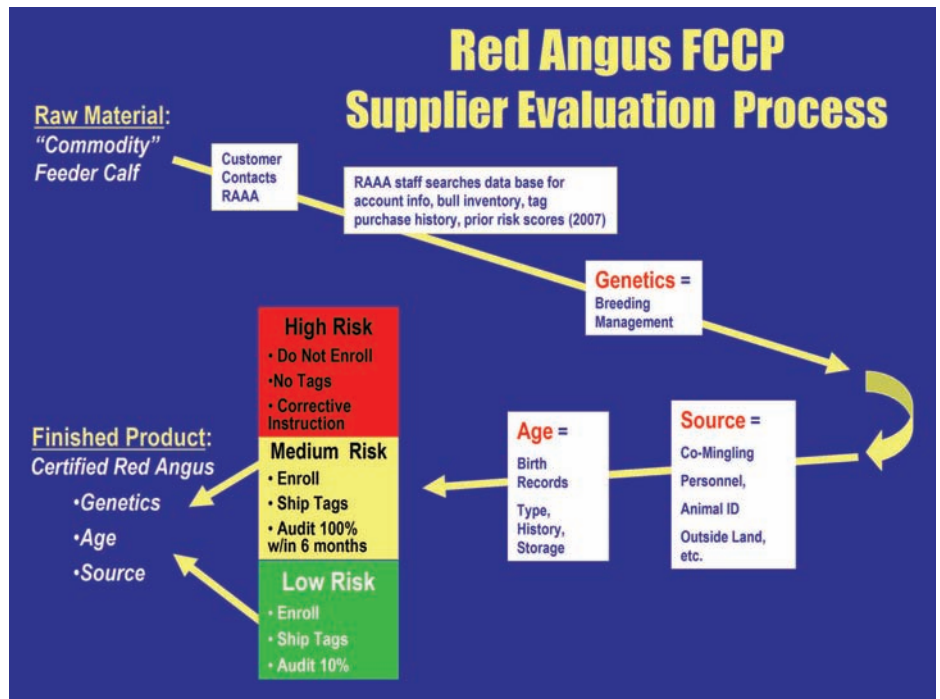 Red Angus FCCP
Supplier Evaluation Process
Raw Material:
“Commodity”
Feeder Calf
Customer
Contacts
RAAA
RAAA staff searches data base for
account info, bull inventory, tag
purchase history, prior risk scores (2007)
Genetics =
Breeding
Management
Source =
Co-Mingling
Personnel,
Animal ID
Outside Land,
etc.
Age =
Birth
Records
Type,
History,
Storage
High Risk
• Do Not Enroll
•No Tags
• Corrective
Instruction
Medium Risk
• Enroll
• Ship Tags
• Audit 100%
w/in 6 months
Low Risk
• Enroll
• Ship Tags
• Audit 10%
Finished Product:
Certified Red Angus
•Genetics
•Age
•Source